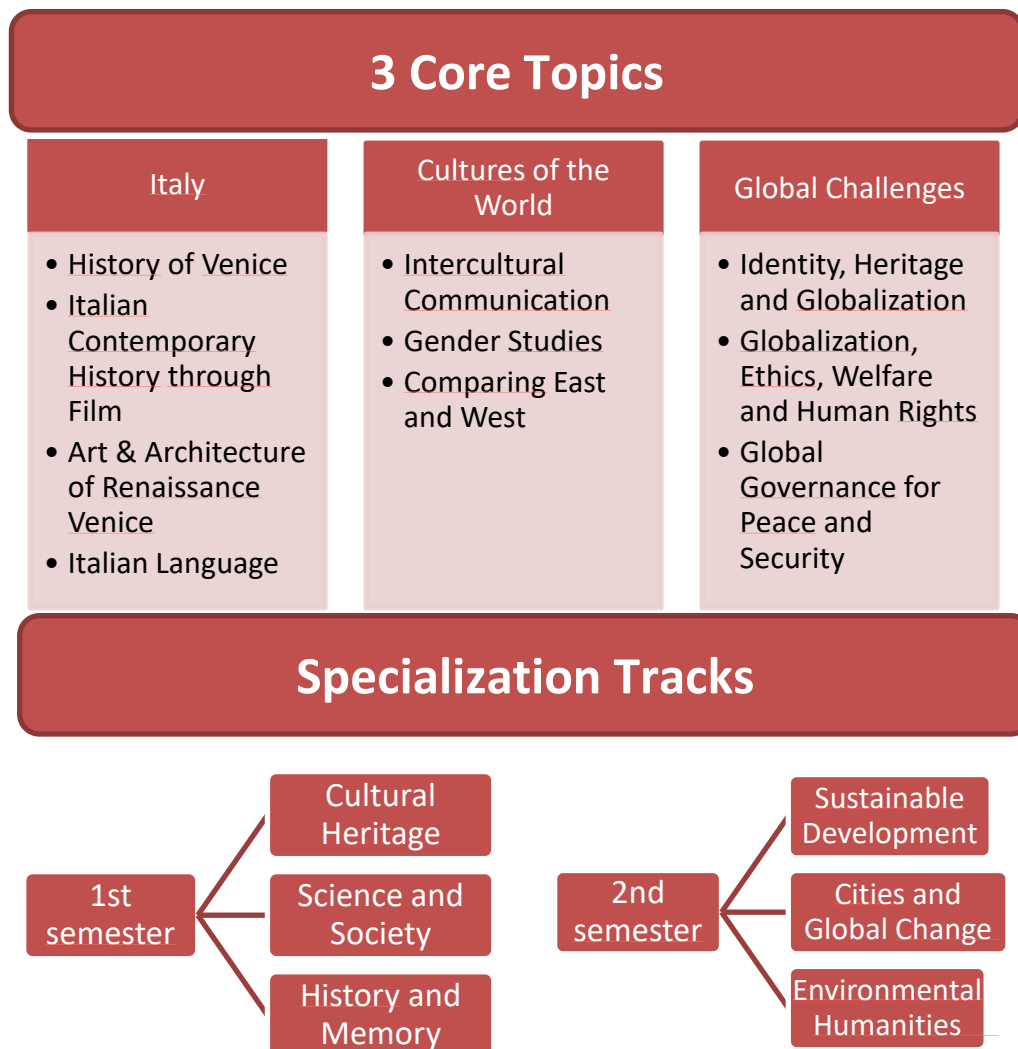 3 Core Topics
Italy
• History of Venice
• Italian
Contemporary
History through
Film
• Art & Architecture
of Renaissance
Venice
• Italian Language
Cultures of the
World
• Intercultural
Communication
• Gender Studies
• Comparing East
and West
Global Challenges
• Identity, Heritage
and Globalization
• Globalization,
Ethics, Welfare
and Human Rights
• Global
Governance for
Peace and
Security
Specialization Tracks
1st
semester
Cultural
Heritage
Science and
Society
History and
Memory
2nd
semester
Sustainable
Development
Cities and
Global Change
Environmental
Humanities